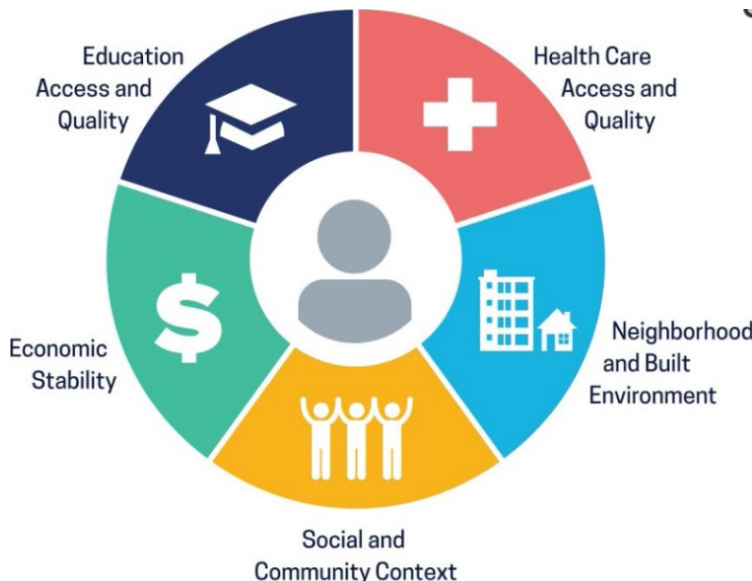 Education
Access and
Quality
Health Care
Access and
Quality
$
Economic
Stability
Neighborhood
and Built
Environment
Social and
Community Context